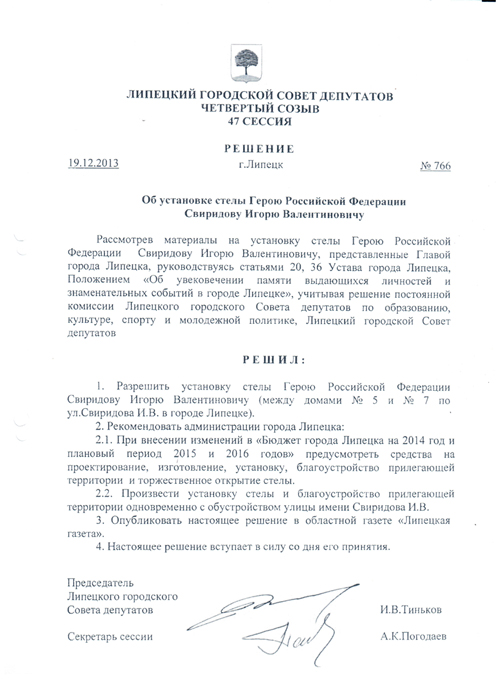 ЛИПЕЦКИЙ ГОРОДСКОЙ СОВЕТ ДЕПУТАТОВ
ЧЕТВЕРТЫЙ СОЗЫВ
47 СЕССИЯ
РЕШЕНИЕ
19.12.2013 г.Липецк № 766
Об установке стелы Герою Российской Федерации
Свиридову Игорю Валентиновичу
Рассмотрев материалы на установку стелы Герою Российской
Федерации Свиридову Игорю Валентиновичу, представленные Главой
города Липецка, руководствуясь статьями 20, 36 Устава города Липецка,
Положением «Об увековечении памяти выдающихся личностей и
знаменательных событий в городе Липецке», учитывая решение постоянной
комиссии Липецкого городского Совета депутатов по образованию,
культуре, спорту и молодежной политике, Липецкий городской Совет
депутатов
РЕШИЛ:
1. Разрешить установку стелы Герою Российской Федерации
Свиридову Игорю Валентиновичу (между домами № 5 и № 7 по
ул.Свиридова И.В. в городе Липецке).
2. Рекомендовать администрации города Липецка:
2.1. При внесении изменений в «Бюджет города Липецка на 2014 год и
плановый период 2015 и 2016 годов» предусмотреть средства на
проектирование, изготовление, установку, благоустройство прилегающей
территории и торжественное открытие стелы.
2.2. Произвести установку стелы и благоустройство прилегающей
территории одновременно с обустройством улицы имени Свиридова И.В.
3. Опубликовать настоящее решение в областной газете «Липецкая
газета».
4. Настоящее решение вступает в силу со дня его принятия.
Председатель
Липецкого городского
Совета депутатов И.В.Тиньков
Секретарь сессии А.К.Погодаев